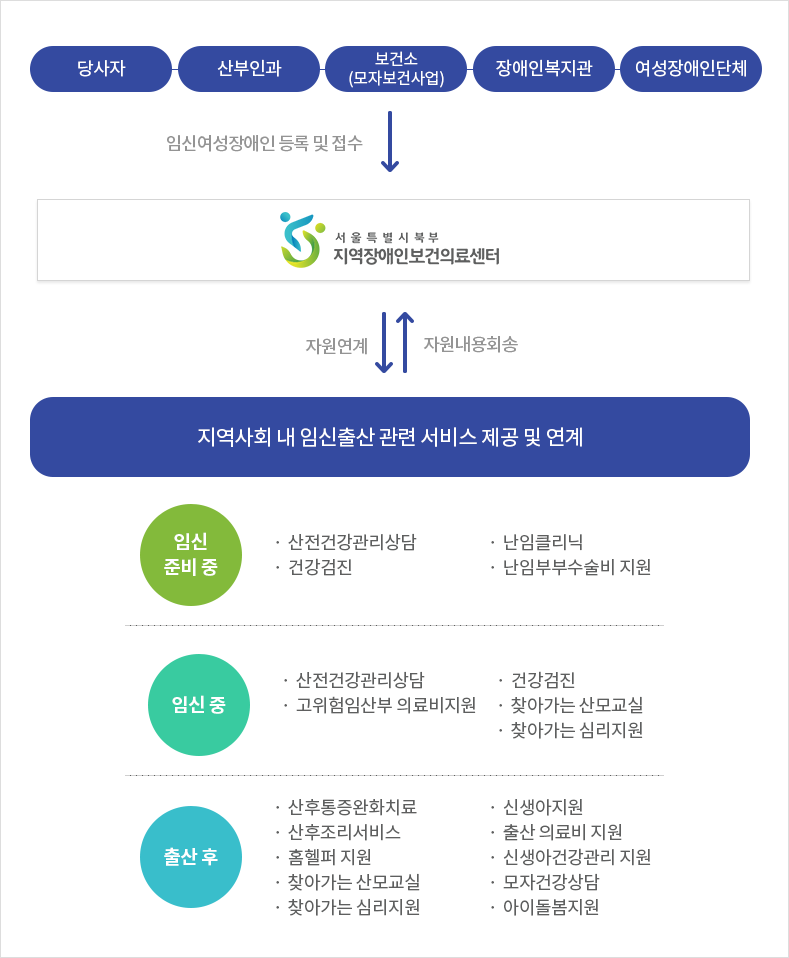 당사자
산부인과
보건소
(모자보건사업)
장애인복지관
여성장애인단체
임신여성장애인 등록 및 접수
서울특별시북부
지역장애인보건의료센터
자원연계
자원내용회송
지역사회 내 임신출산 관련 서비스 제공 및 연계
임신
준비 중
· 산전건강관리상담
· 건강검진
· 난임클리닉
· 난임부부수술비 지원
임신 중
· 산전건강관리상담
· 고위험임산부 의료비지원
· 건강검진
· 찾아가는 산모교실
· 찾아가는 심리지원
출산 후
· 산후통증완화치료
· 산후조리서비스
· 홈헬퍼 지원
· 찾아가는 산모교실
· 찾아가는 심리지원
· 신생아지원
· 출산 의료비 지원
· 신생아건강관리 지원
· 모자건강상담
· 아이돌봄지원